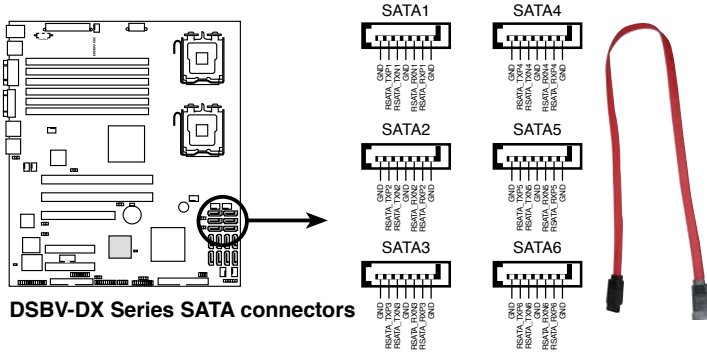 SATA1
GND
RSATA_TXP1
RSATA_TXN1
GND
RSATA_RXN1
RSATA_RXP1
GND
SATA4
GND
RSATA_TXP4
RSATA_TXN4
GND
RSATA_RXN4
RSATA_RXP4
GND
SATA2
GND
RSATA_TXP2
RSATA_TXN2
GND
RSATA_RXN2
RSATA_RXP2
GND
SATA5
GND
RSATA_TXP5
RSATA_TXN5
GND
RSATA_RXN5
RSATA_RXP5
GND
SATA3
GND
RSATA_TXP3
RSATA_TXN3
GND
RSATA_RXN3
RSATA_RXP3
GND
SATA6
GND
RSATA_TXP6
RSATA_TXN6
GND
RSATA_RXN6
RSATA_RXP6
GND
DSBV-DX
DSBV-DX Series SATA connectors